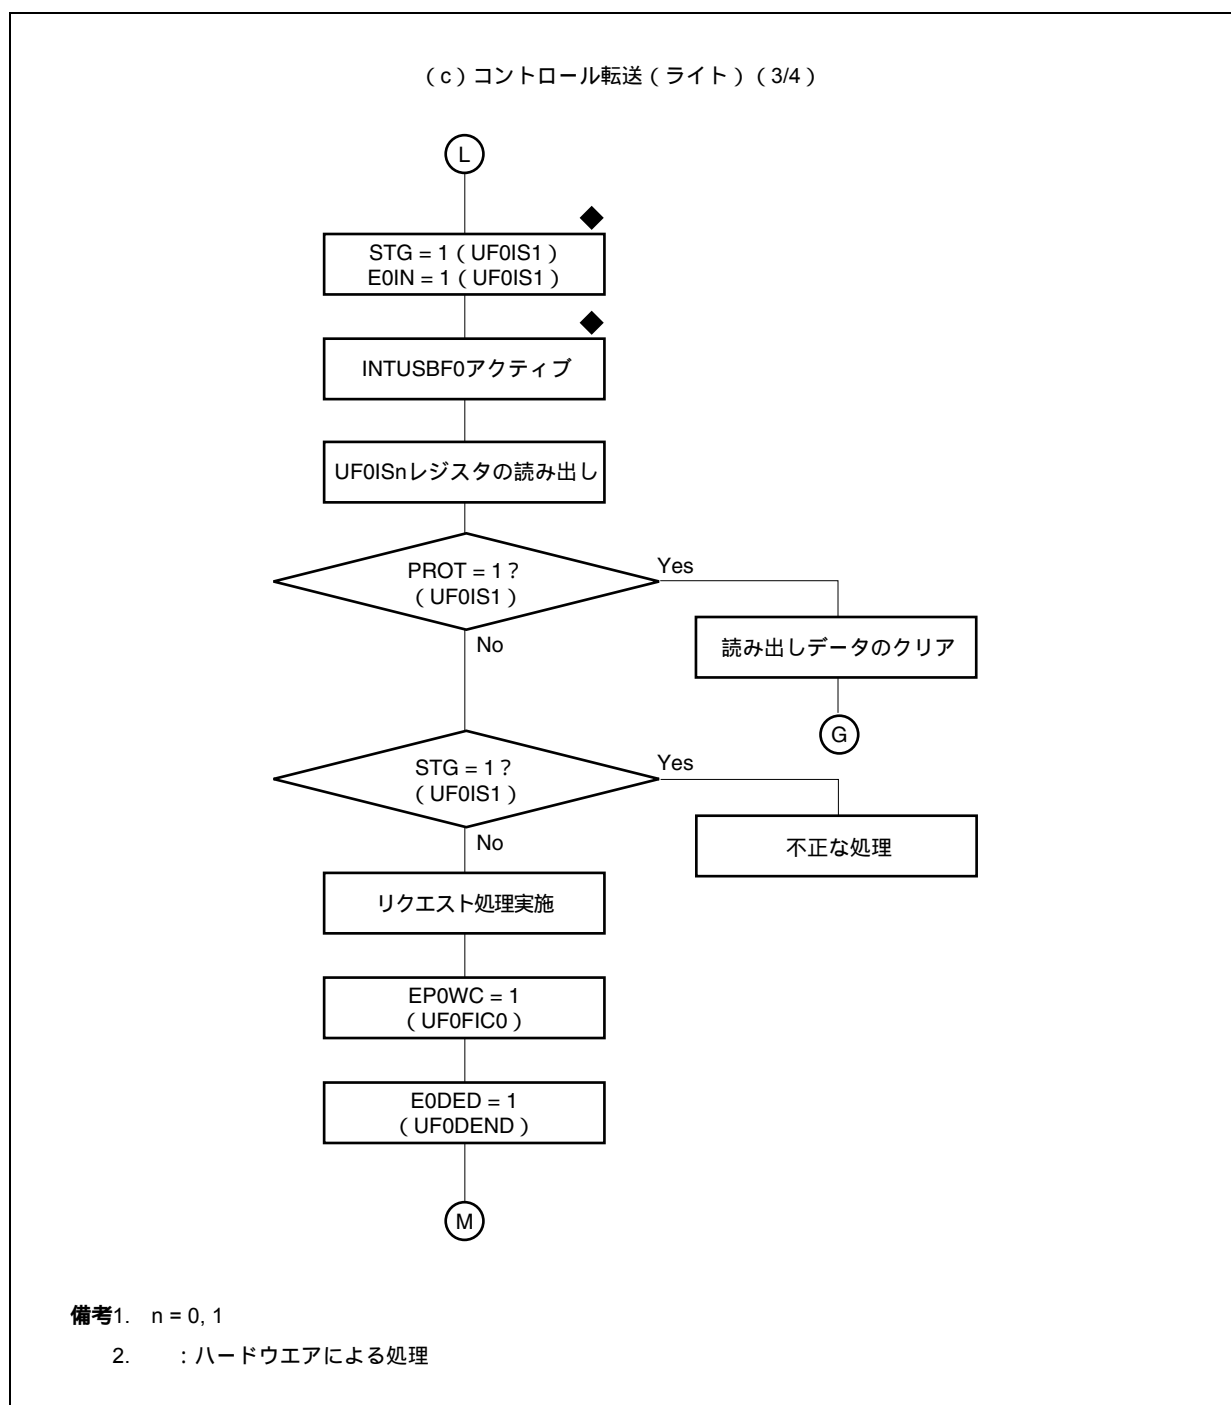 （c）コントロール転送（ライト）（3/4）
L
STG = 1（UF0IS1）
E0IN = 1（UF0IS1）
INTUSBF0アクティブ
UF0ISnレジスタの読み出し
PROT = 1？
（UF0IS1）
Yes
No
読み出しデータのクリア
G
STG = 1？
（UF0IS1）
Yes
No
不正な処理
リクエスト処理実施
EP0WC = 1
（UF0FIC0）
E0DED = 1
（UF0DEND）
M
備考1. n = 0, 1
2. ：ハードウエアによる処理